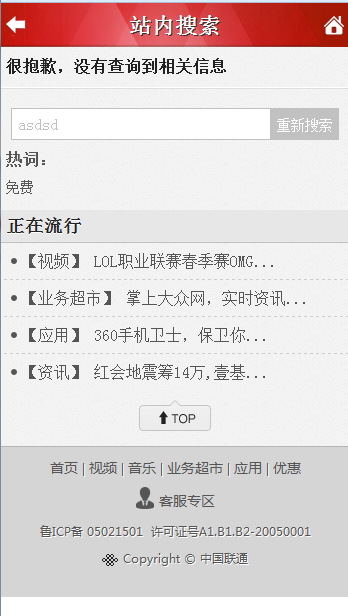 站内搜索
很抱歉，没有查询到相关信息
asdsd 重新搜索
热词：
免费
正在流行
【视频】 LOL职业联赛春季赛OMG...
【业务超市】 掌上大众网，实时资讯...
【应用】 360手机卫士，保卫你...
【资讯】 红会地震筹14万,壹基...
TOP
首页 | 视频 | 音乐 | 业务超市 | 应用 | 优惠
客服专区
鲁ICP备 05021501 许可证号A1.B1.B2-20050001
Copyright © 中国联通